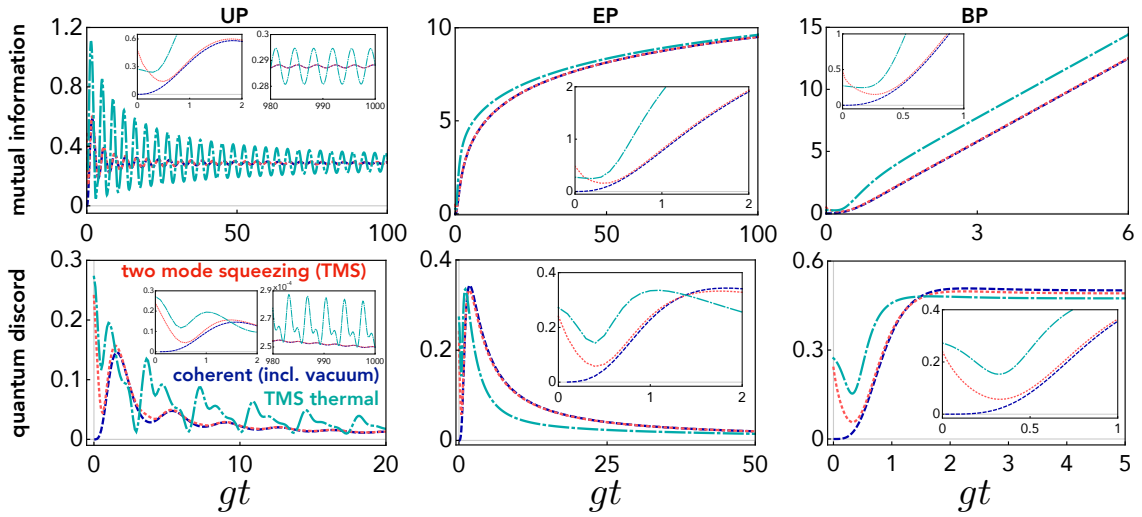 UP EP BP
mutual information
1.2
0.8
0.4
0
0 50 100
0.6
0.3
0
0 1 2
0.3
0.29
0.28
980 990 1000
10
5
0
0 50 100
2
1
0
0 1 2
15
10
5
0
0 3 6
1
0.5
0
0 0.5 1
quantum discord
0.3
0.2
0.1
0
0 10 20
two mode squeezing (TMS)
coherent (incl. vacuum)
TMS thermal
0.3
0.2
0.1
0
0 1 2
2.9 ×10⁻⁴
2.7
2.5
980 990 1000
0.4
0.2
0
0 25 50
0.4
0.2
0
0 1 2
0.6
0.4
0.2
0
0 1 2 3 4 5
0.4
0.2
0
0 0.5 1
gt gt gt